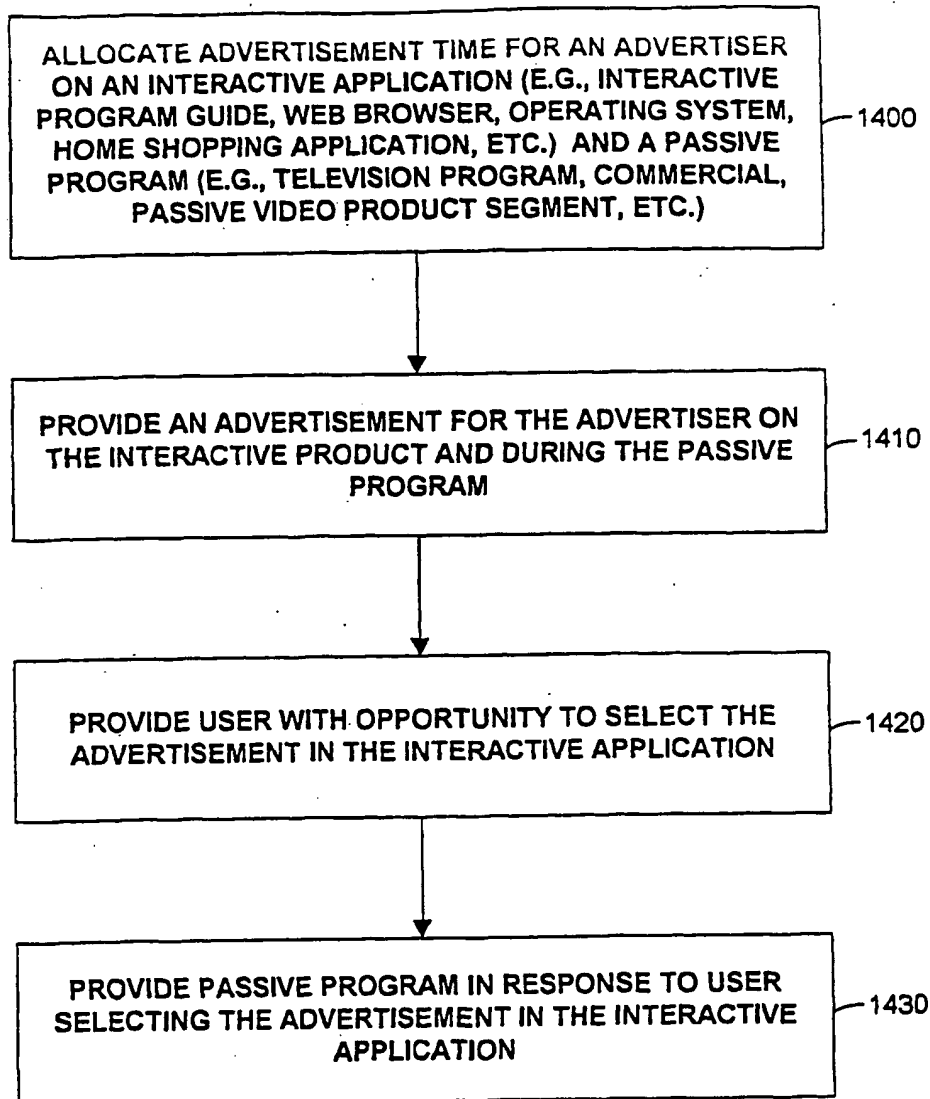 ALLOCATE ADVERTISEMENT TIME FOR AN ADVERTISER
ON AN INTERACTIVE APPLICATION (E.G., INTERACTIVE
PROGRAM GUIDE, WEB BROWSER, OPERATING SYSTEM,
HOME SHOPPING APPLICATION, ETC.) AND A PASSIVE
PROGRAM (E.G., TELEVISION PROGRAM, COMMERCIAL,
PASSIVE VIDEO PRODUCT SEGMENT, ETC.)
1400
PROVIDE AN ADVERTISEMENT FOR THE ADVERTISER ON
THE INTERACTIVE PRODUCT AND DURING THE PASSIVE
PROGRAM
1410
PROVIDE USER WITH OPPORTUNITY TO SELECT THE
ADVERTISEMENT IN THE INTERACTIVE APPLICATION
1420
PROVIDE PASSIVE PROGRAM IN RESPONSE TO USER
SELECTING THE ADVERTISEMENT IN THE INTERACTIVE
APPLICATION
1430